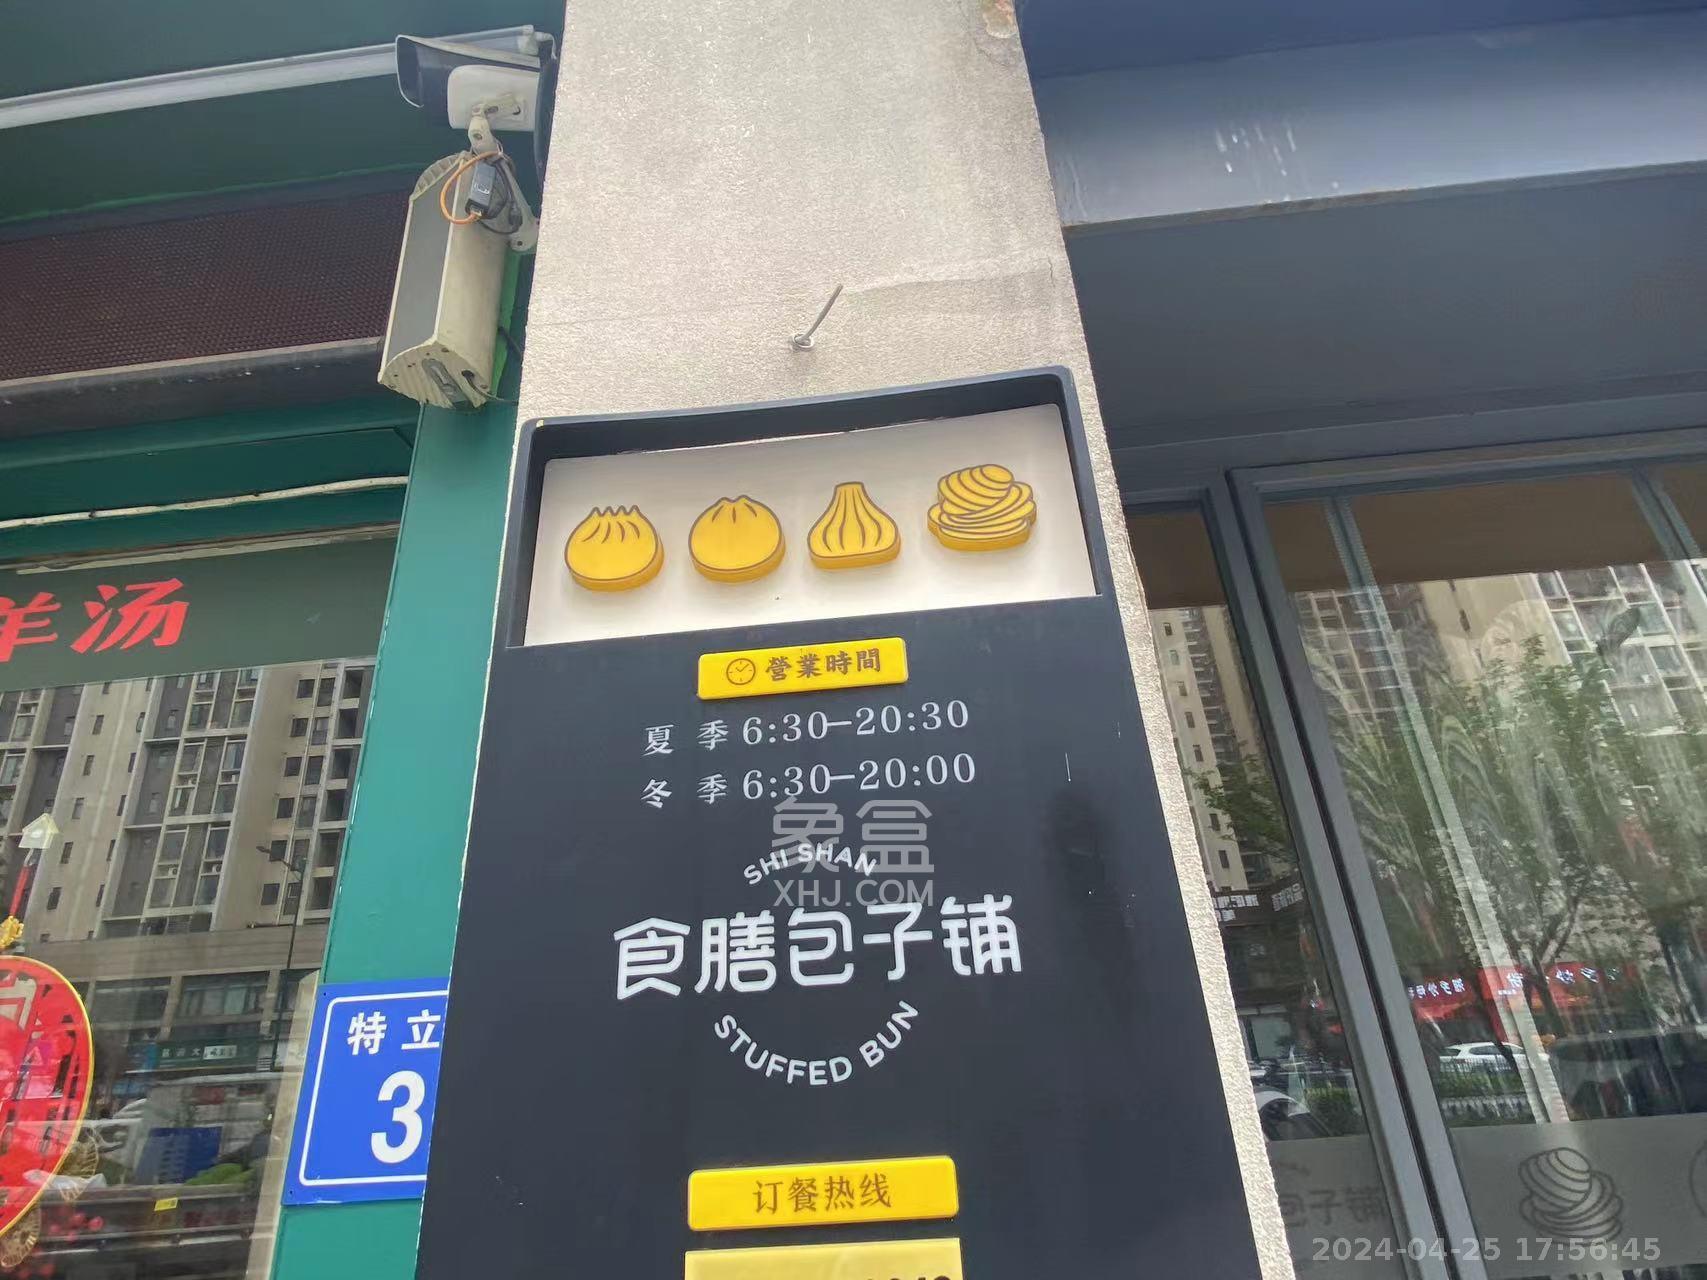 羊汤
營業時間
夏 季 6:30—20:30
冬 季 6:30—20:00
象盒
SHI SHAN
XHJ.COM
食膳包子铺
STUFFED BUN
特 立
3
订餐热线
包子铺
2024-04-25 17:56:45